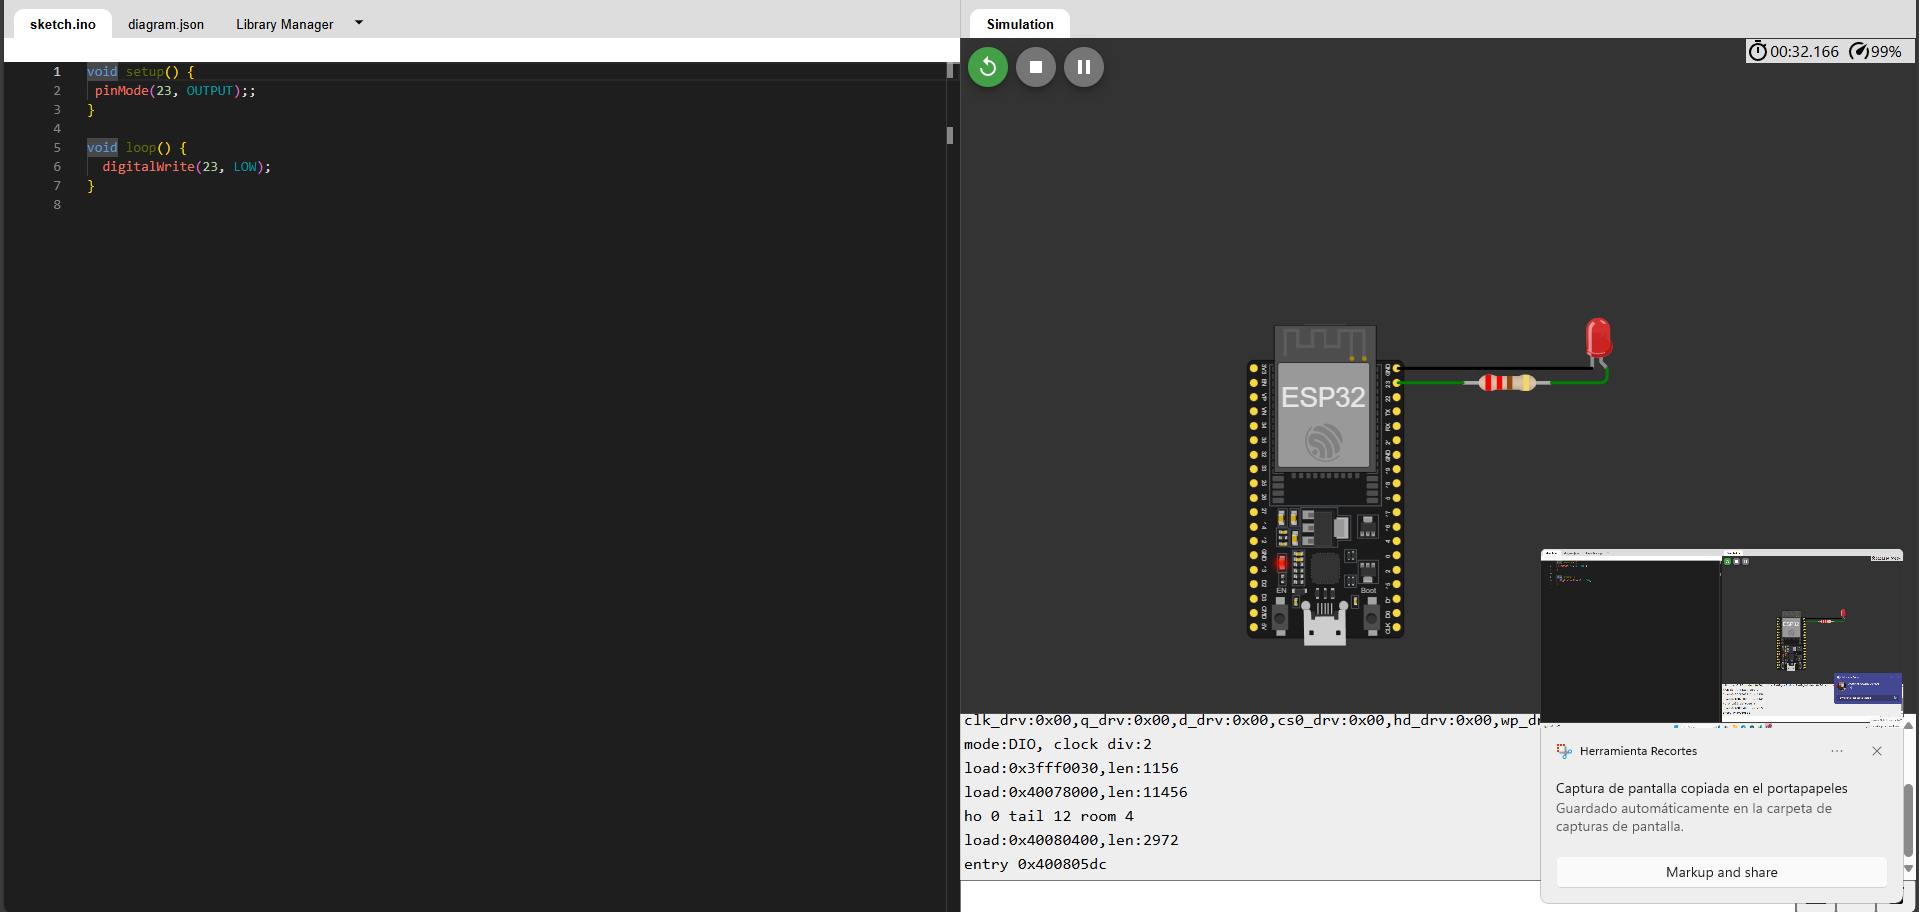 sketch.ino diagram.json Library Manager
Simulation
00:32.166 99%
1 void setup() {
2 pinMode(23, OUTPUT);;
3 }
4
5 void loop() {
6 digitalWrite(23, LOW);
7 }
8
ESP32
EN
Boot
clk_drv:0x00,q_drv:0x00,d_drv:0x00,cs0_drv:0x00,hd_drv:0x00,wp_dr
mode:DIO, clock div:2
load:0x3fff0030,len:1156
load:0x40078000,len:11456
ho 0 tail 12 room 4
load:0x40080400,len:2972
entry 0x400805dc
Herramienta Recortes
Captura de pantalla copiada en el portapapeles
Guardado automáticamente en la carpeta de
capturas de pantalla.
Markup and share